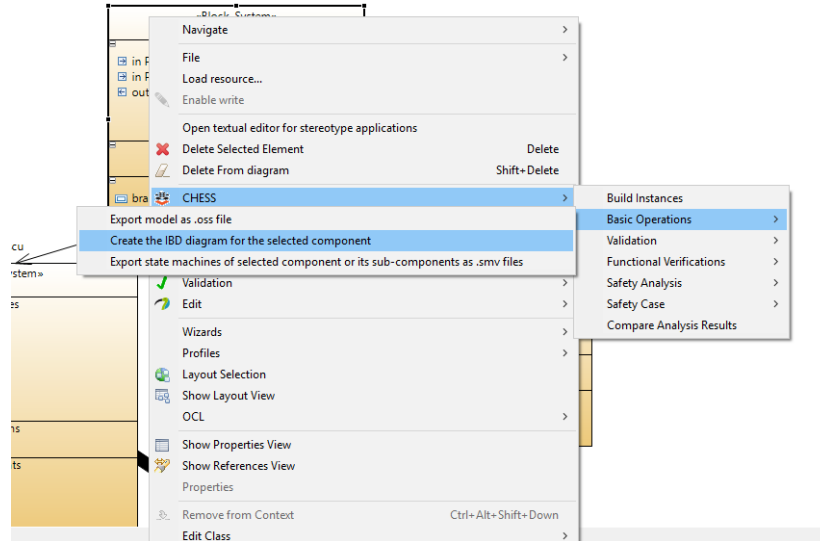 «Block, System»
Navigate
File
Load resource...
Enable write
in
in
out
Open textual editor for stereotype applications
Delete Selected Element Delete
Delete From diagram Shift+Delete
bra
CHESS
Build Instances
Basic Operations
Validation
Functional Verifications
Safety Analysis
Safety Case
Compare Analysis Results
Export model as .oss file
Create the IBD diagram for the selected component
Export state machines of selected component or its sub-components as .smv files
cu
ystem»
es
ns
ts
Validation
Edit
Wizards
Profiles
Layout Selection
Show Layout View
OCL
Show Properties View
Show References View
Properties
Remove from Context Ctrl+Alt+Shift+Down
Edit Class